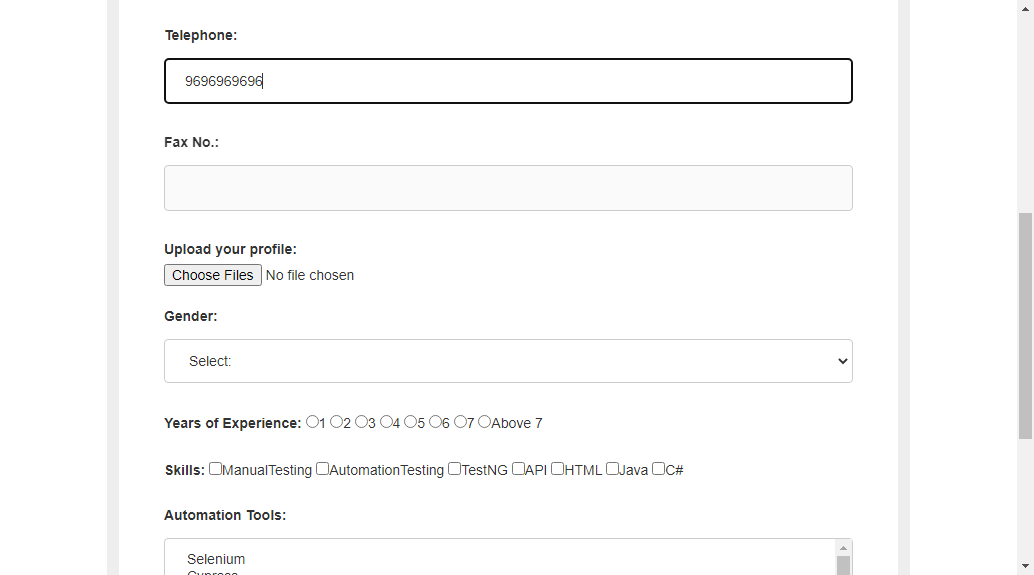 Telephone:
9696969696
Fax No.:
Upload your profile:
Choose Files No file chosen
Gender:
Select:
Years of Experience: 1 2 3 4 5 6 7 Above 7
Skills: ManualTesting AutomationTesting TestNG API HTML Java C#
Automation Tools:
Selenium